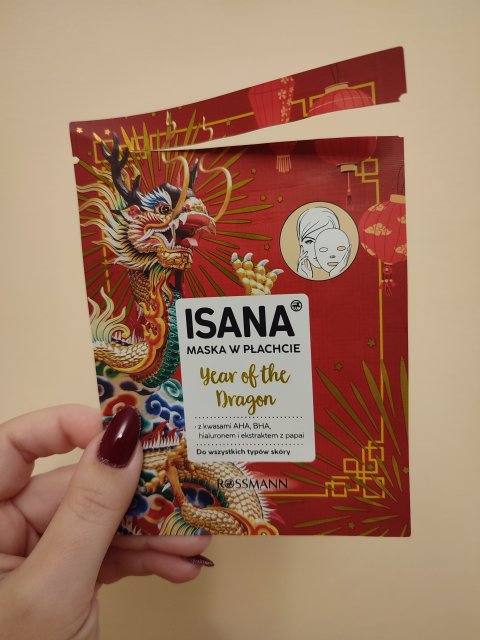 ISANA
MASKA W PŁACHCIE
Year of the
Dragon
z kwasami AHA, BHA,
hialuronem i ekstraktem z papai
Do wszystkich typów skóry
ROSSMANN